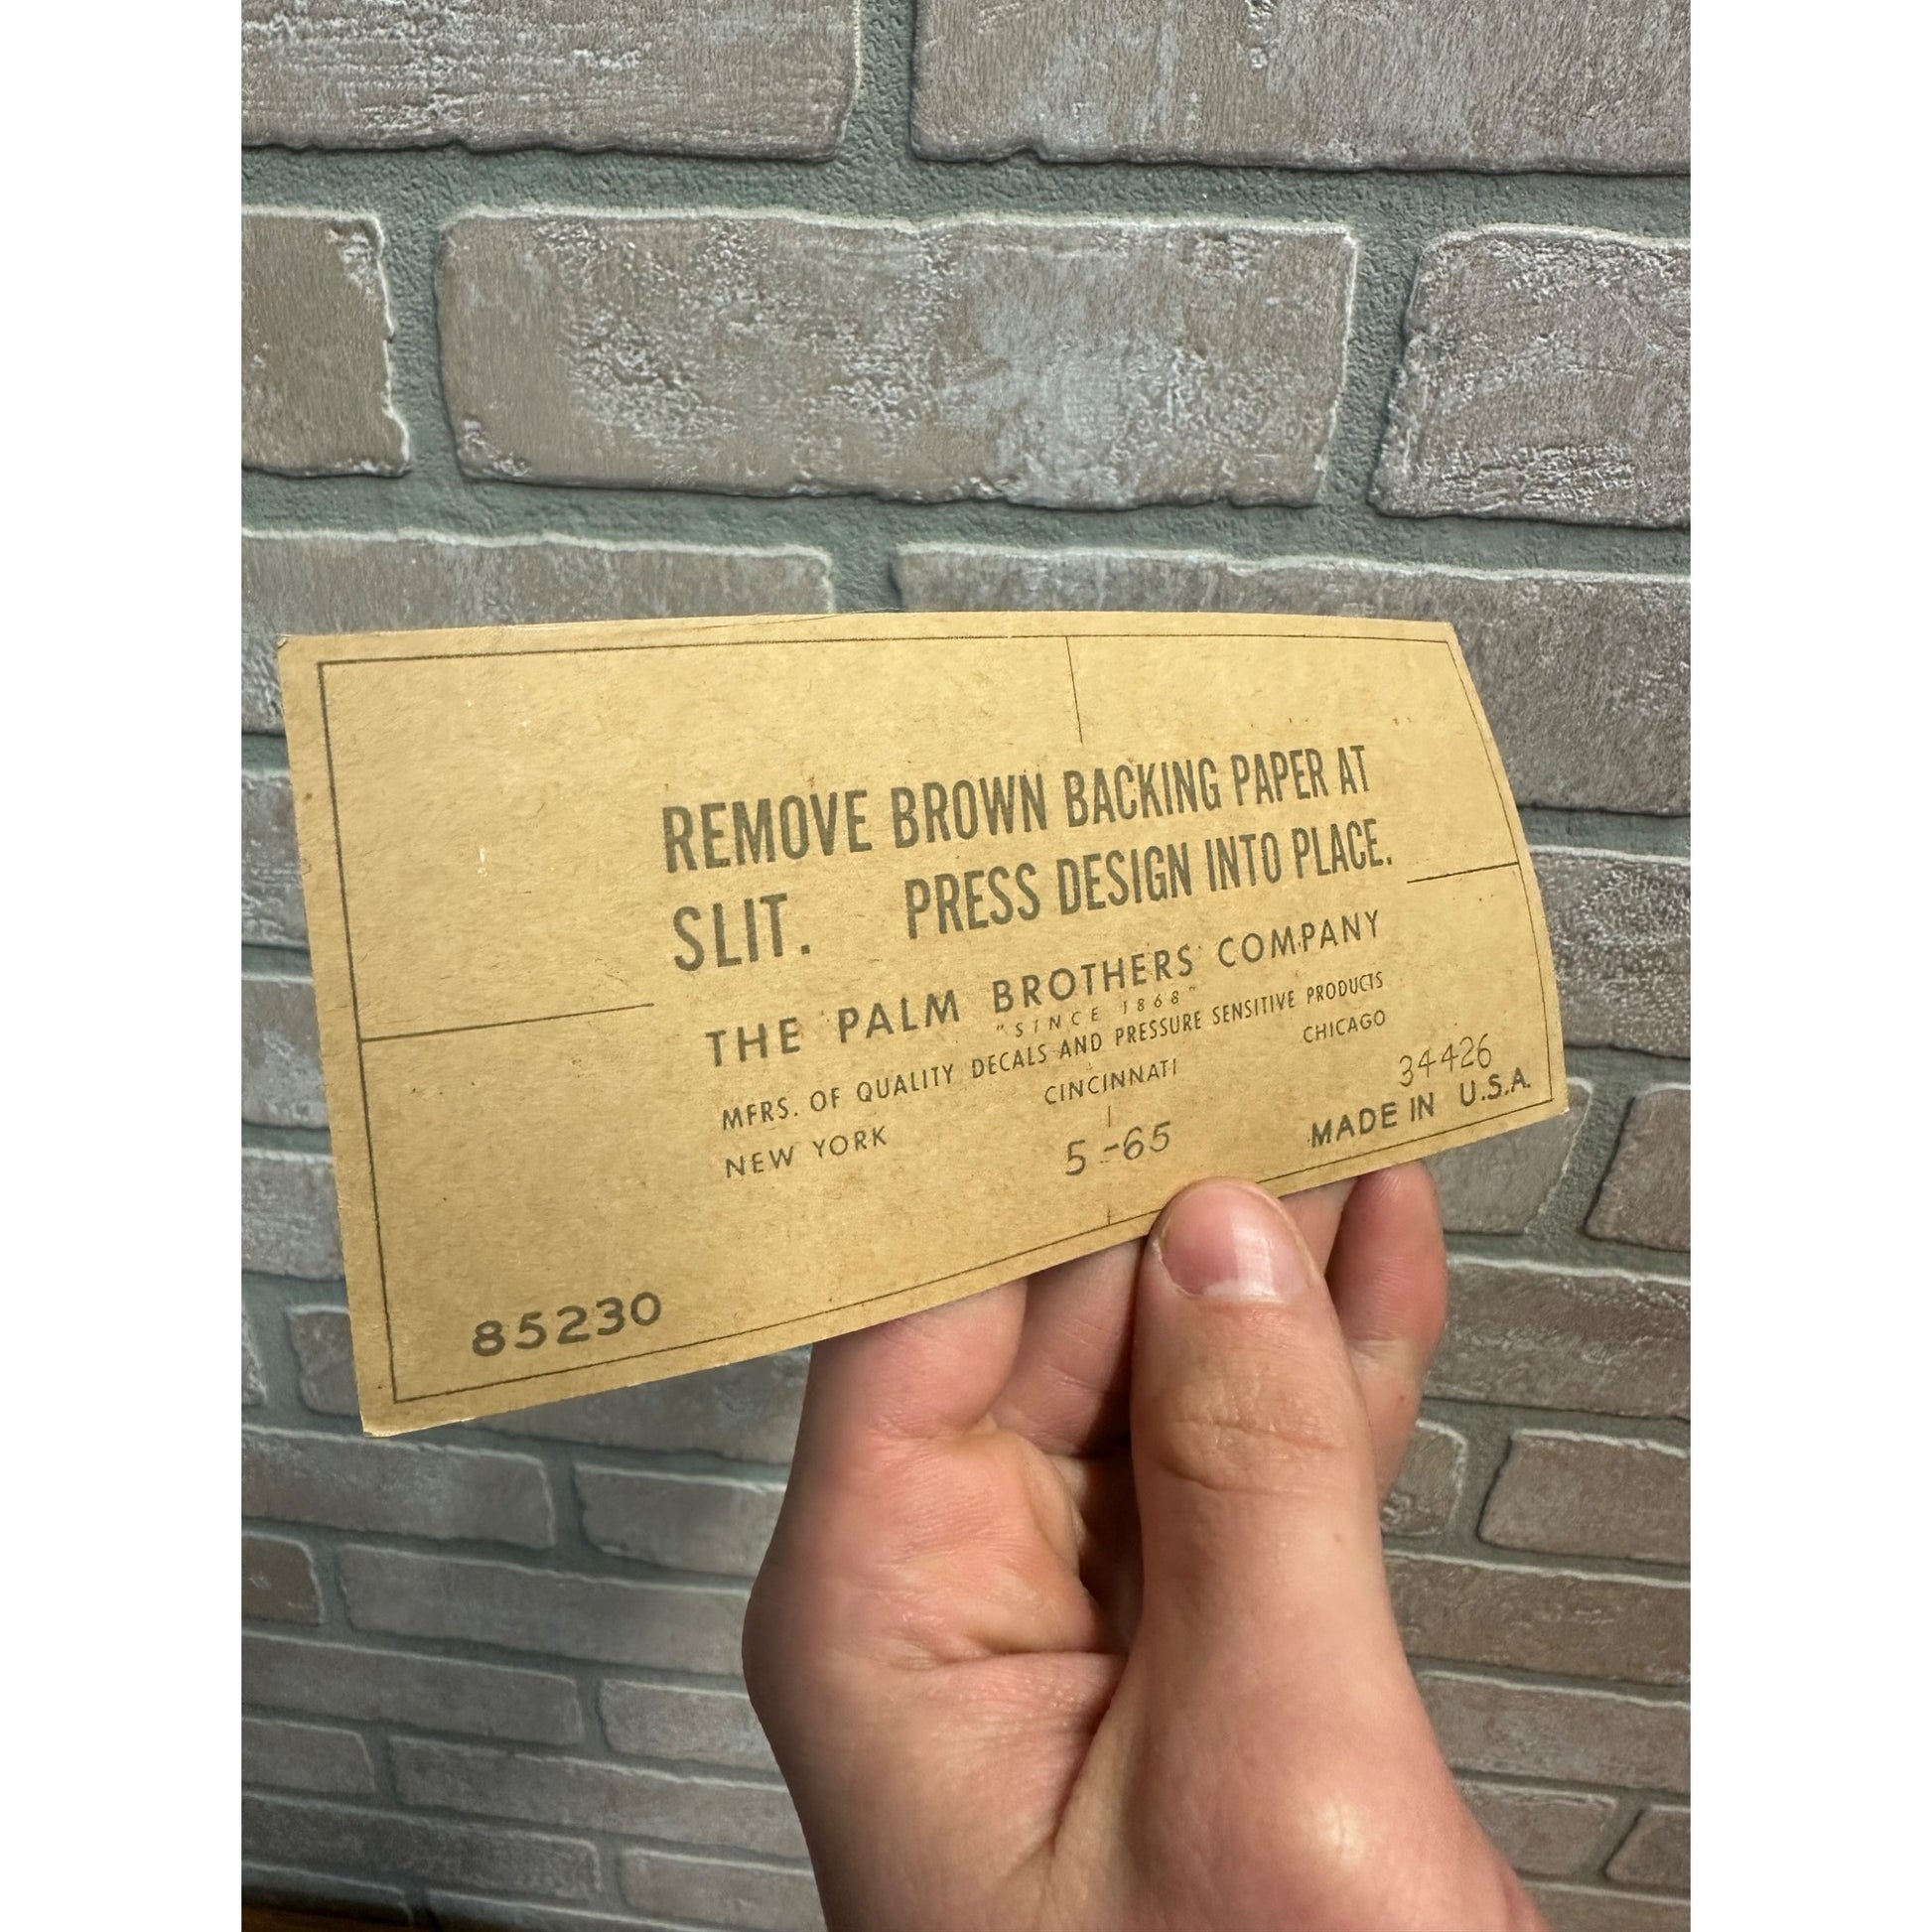 REMOVE BROWN BACKING PAPER AT
SLIT. PRESS DESIGN INTO PLACE.
THE PALM BROTHERS COMPANY
"SINCE 1868"
MFRS. OF QUALITY DECALS AND PRESSURE SENSITIVE PRODUCTS
NEW YORK CINCINNATI CHICAGO
34426
5-65 MADE IN U.S.A.
85230